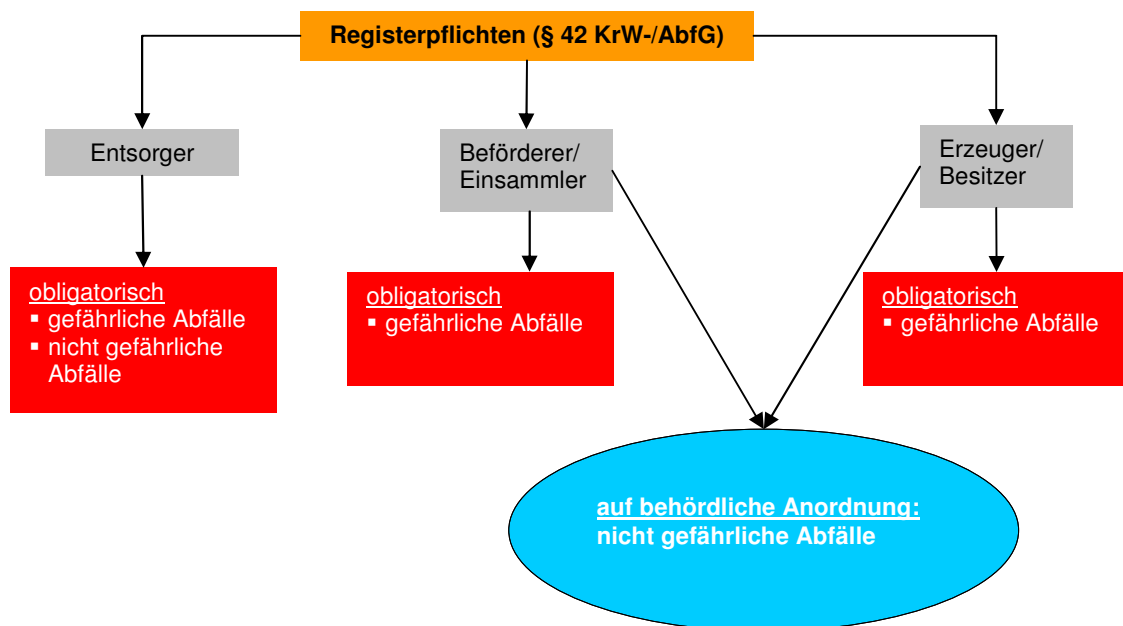 Registerpflichten (§ 42 KrW-/AbfG)
Entsorger
Beförderer/
Einsammler
Erzeuger/
Besitzer
obligatorisch
▪ gefährliche Abfälle
▪ nicht gefährliche
Abfälle
obligatorisch
▪ gefährliche Abfälle
obligatorisch
▪ gefährliche Abfälle
auf behördliche Anordnung:
nicht gefährliche Abfälle